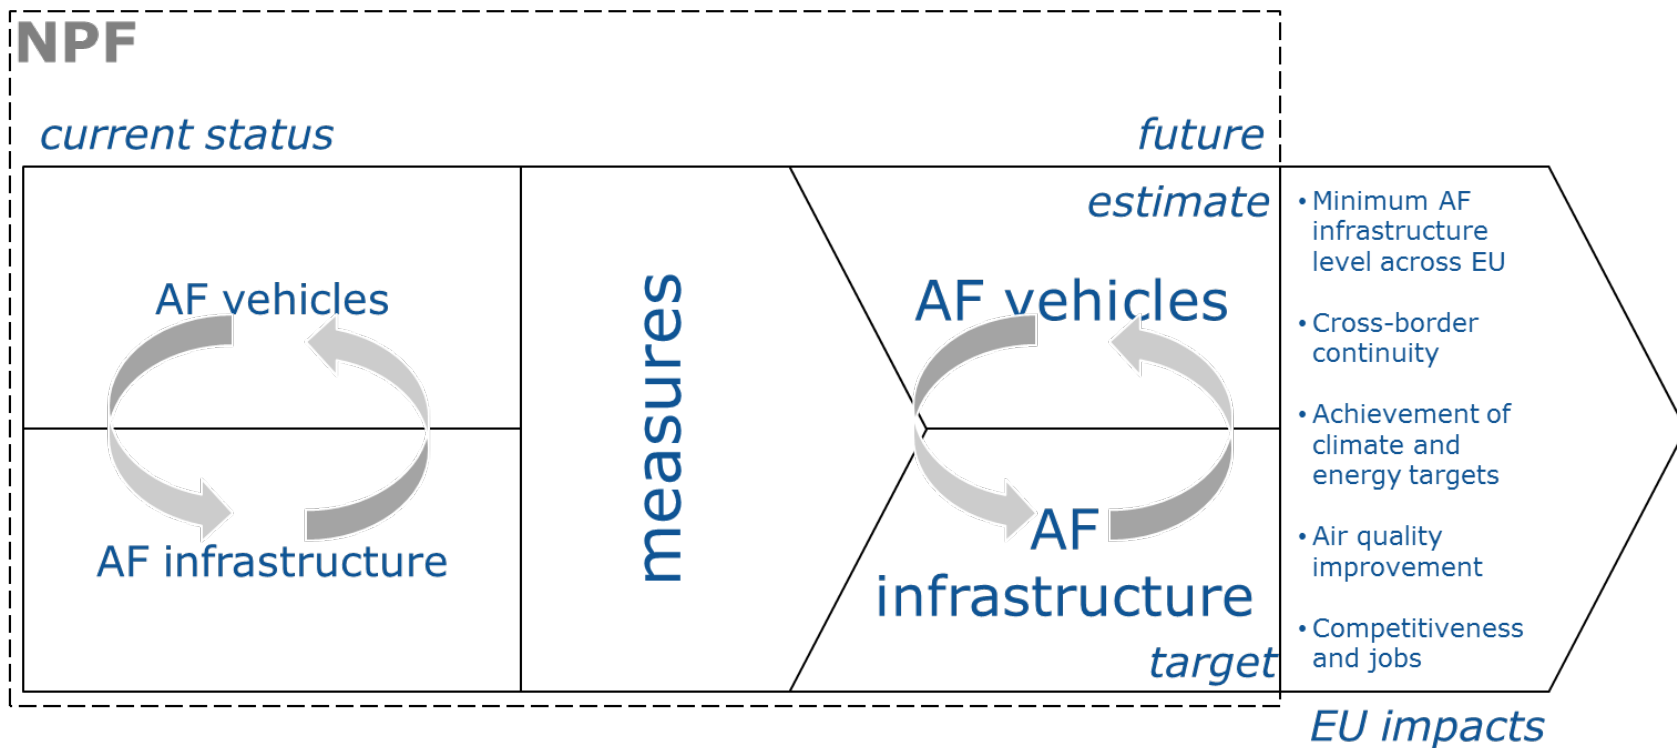 NPF
current status
future
estimate
AF vehicles
AF infrastructure
measures
AF vehicles
AF
infrastructure
target
• Minimum AF
infrastructure
level across EU
• Cross-border
continuity
• Achievement of
climate and
energy targets
• Air quality
improvement
• Competitiveness
and jobs
EU impacts